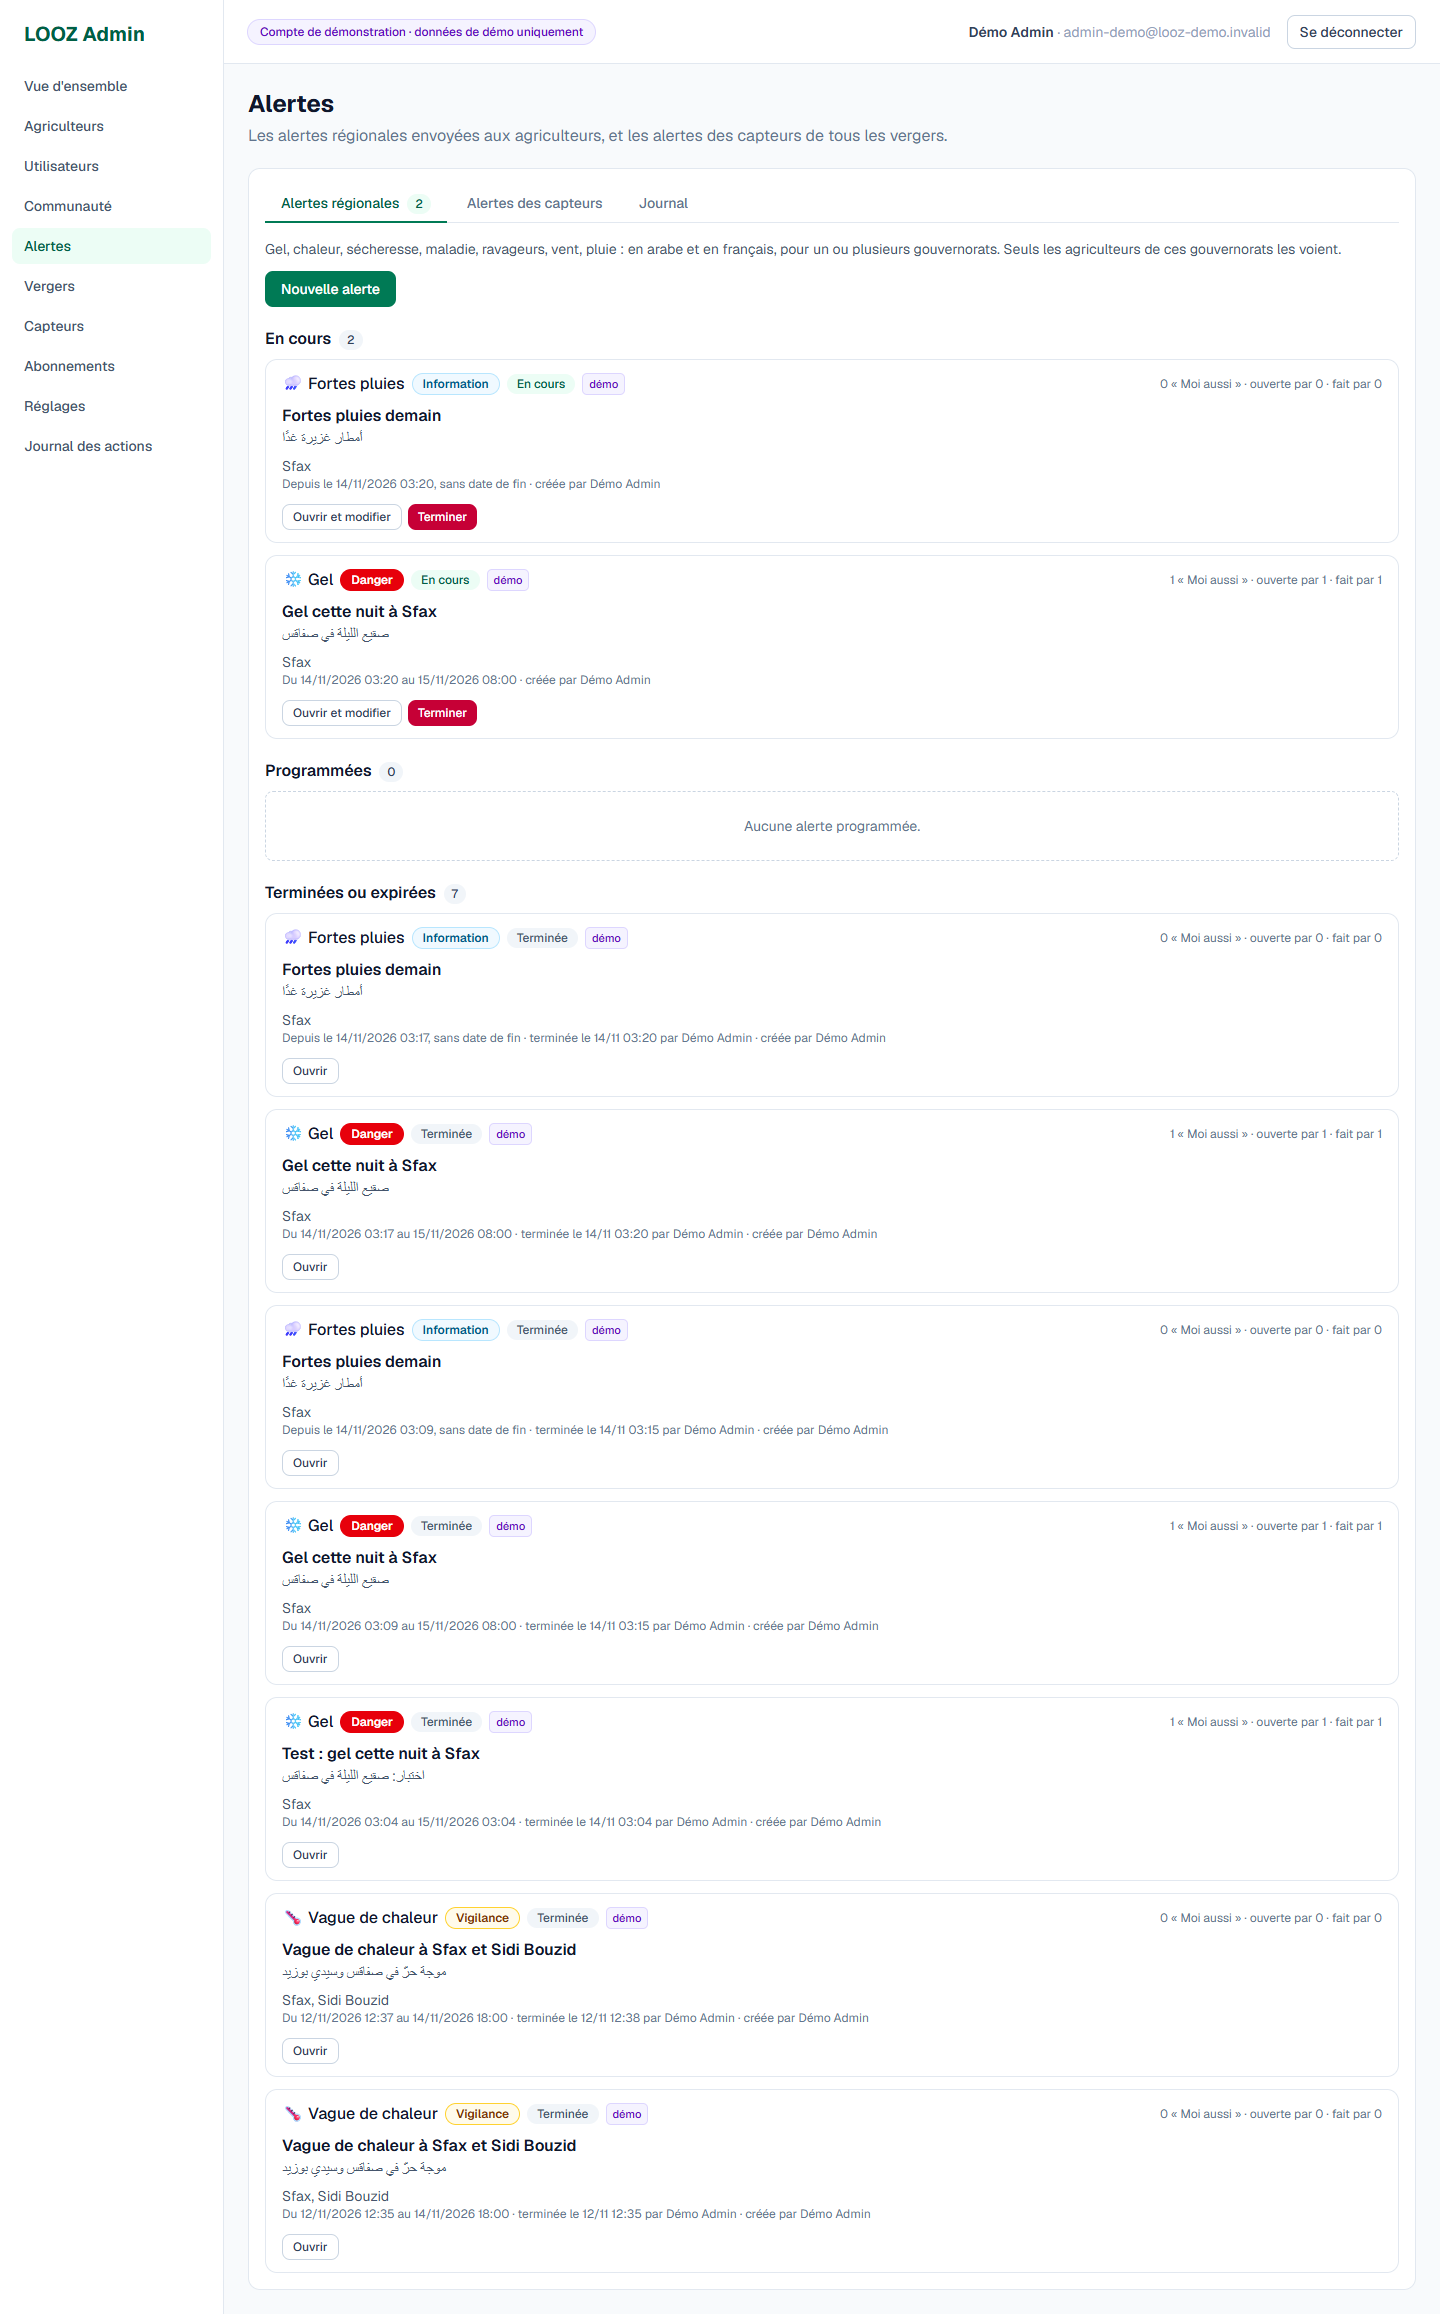 LOOZ Admin
Vue d'ensemble
Agriculteurs
Utilisateurs
Communauté
Alertes
Vergers
Capteurs
Abonnements
Réglages
Journal des actions
Compte de démonstration · données de démo uniquement
Démo Admin · admin-demo@looz-demo.invalid
Se déconnecter
Alertes
Les alertes régionales envoyées aux agriculteurs, et les alertes des capteurs de tous les vergers.
Alertes régionales 2
Alertes des capteurs
Journal
Gel, chaleur, sécheresse, maladie, ravageurs, vent, pluie : en arabe et en français, pour un ou plusieurs gouvernorats. Seuls les agriculteurs de ces gouvernorats les voient.
Nouvelle alerte
En cours 2
Fortes pluies Information En cours démo
0 « Moi aussi » · ouverte par 0 · fait par 0
Fortes pluies demain
أمطار غزيرة غدًا
Sfax
Depuis le 14/11/2026 03:20, sans date de fin · créée par Démo Admin
Ouvrir et modifier Terminer
Gel Danger En cours démo
1 « Moi aussi » · ouverte par 1 · fait par 1
Gel cette nuit à Sfax
صقيع الليلة في صفاقس
Sfax
Du 14/11/2026 03:20 au 15/11/2026 08:00 · créée par Démo Admin
Ouvrir et modifier Terminer
Programmées 0
Aucune alerte programmée.
Terminées ou expirées 7
Fortes pluies Information Terminée démo
0 « Moi aussi » · ouverte par 0 · fait par 0
Fortes pluies demain
أمطار غزيرة غدًا
Sfax
Depuis le 14/11/2026 03:17, sans date de fin · terminée le 14/11 03:20 par Démo Admin · créée par Démo Admin
Ouvrir
Gel Danger Terminée démo
1 « Moi aussi » · ouverte par 1 · fait par 1
Gel cette nuit à Sfax
صقيع الليلة في صفاقس
Sfax
Du 14/11/2026 03:17 au 15/11/2026 08:00 · terminée le 14/11 03:20 par Démo Admin · créée par Démo Admin
Ouvrir
Fortes pluies Information Terminée démo
0 « Moi aussi » · ouverte par 0 · fait par 0
Fortes pluies demain
أمطار غزيرة غدًا
Sfax
Depuis le 14/11/2026 03:09, sans date de fin · terminée le 14/11 03:15 par Démo Admin · créée par Démo Admin
Ouvrir
Gel Danger Terminée démo
1 « Moi aussi » · ouverte par 1 · fait par 1
Gel cette nuit à Sfax
صقيع الليلة في صفاقس
Sfax
Du 14/11/2026 03:09 au 15/11/2026 08:00 · terminée le 14/11 03:15 par Démo Admin · créée par Démo Admin
Ouvrir
Gel Danger Terminée démo
1 « Moi aussi » · ouverte par 1 · fait par 1
Test : gel cette nuit à Sfax
اختبار: صقيع الليلة في صفاقس
Sfax
Du 14/11/2026 03:04 au 15/11/2026 03:04 · terminée le 14/11 03:04 par Démo Admin · créée par Démo Admin
Ouvrir
Vague de chaleur Vigilance Terminée démo
0 « Moi aussi » · ouverte par 0 · fait par 0
Vague de chaleur à Sfax et Sidi Bouzid
موجة حرّ في صفاقس وسيدي بوزيد
Sfax, Sidi Bouzid
Du 12/11/2026 12:37 au 14/11/2026 18:00 · terminée le 12/11 12:38 par Démo Admin · créée par Démo Admin
Ouvrir
Vague de chaleur Vigilance Terminée démo
0 « Moi aussi » · ouverte par 0 · fait par 0
Vague de chaleur à Sfax et Sidi Bouzid
موجة حرّ في صفاقس وسيدي بوزيد
Sfax, Sidi Bouzid
Du 12/11/2026 12:35 au 14/11/2026 18:00 · terminée le 12/11 12:35 par Démo Admin · créée par Démo Admin
Ouvrir